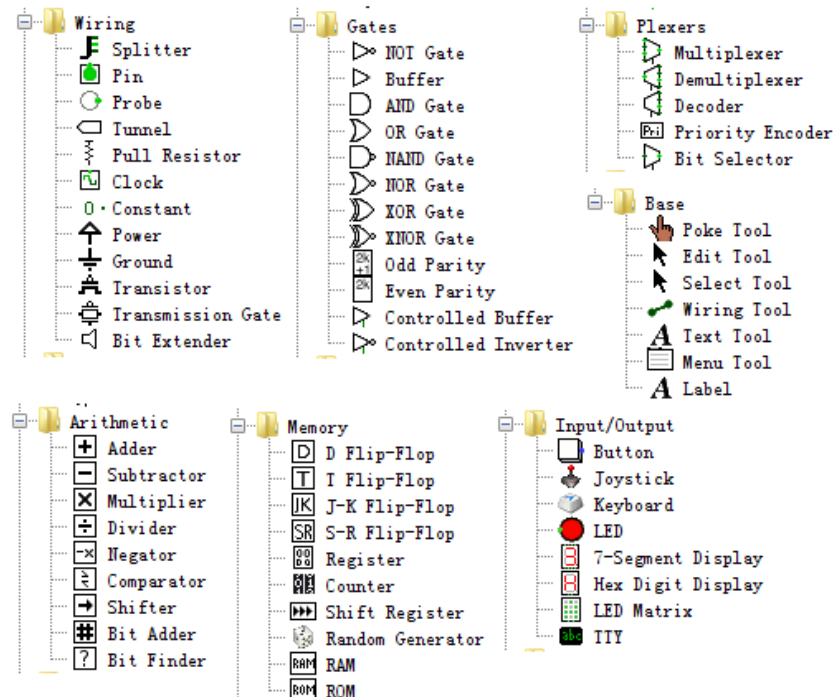 Wiring
Splitter
Pin
Probe
Tunnel
Pull Resistor
Clock
0 Constant
Power
Ground
Transistor
Transmission Gate
Bit Extender
Gates
NOT Gate
Buffer
AND Gate
OR Gate
NAND Gate
NOR Gate
XOR Gate
XNOR Gate
2k+1 Odd Parity
2k Even Parity
Controlled Buffer
Controlled Inverter
Plexers
Multiplexer
Demultiplexer
Decoder
Pri Priority Encoder
Bit Selector
Base
Poke Tool
Edit Tool
Select Tool
Wiring Tool
A Text Tool
Menu Tool
A Label
Arithmetic
+ Adder
− Subtractor
× Multiplier
÷ Divider
-x Negator
Comparator
Shifter
# Bit Adder
? Bit Finder
Memory
D D Flip-Flop
T T Flip-Flop
JK J-K Flip-Flop
SR S-R Flip-Flop
Register
Counter
Shift Register
Random Generator
RAM RAM
ROM ROM
Input/Output
Button
Joystick
Keyboard
LED
7-Segment Display
Hex Digit Display
LED Matrix
abc TTY